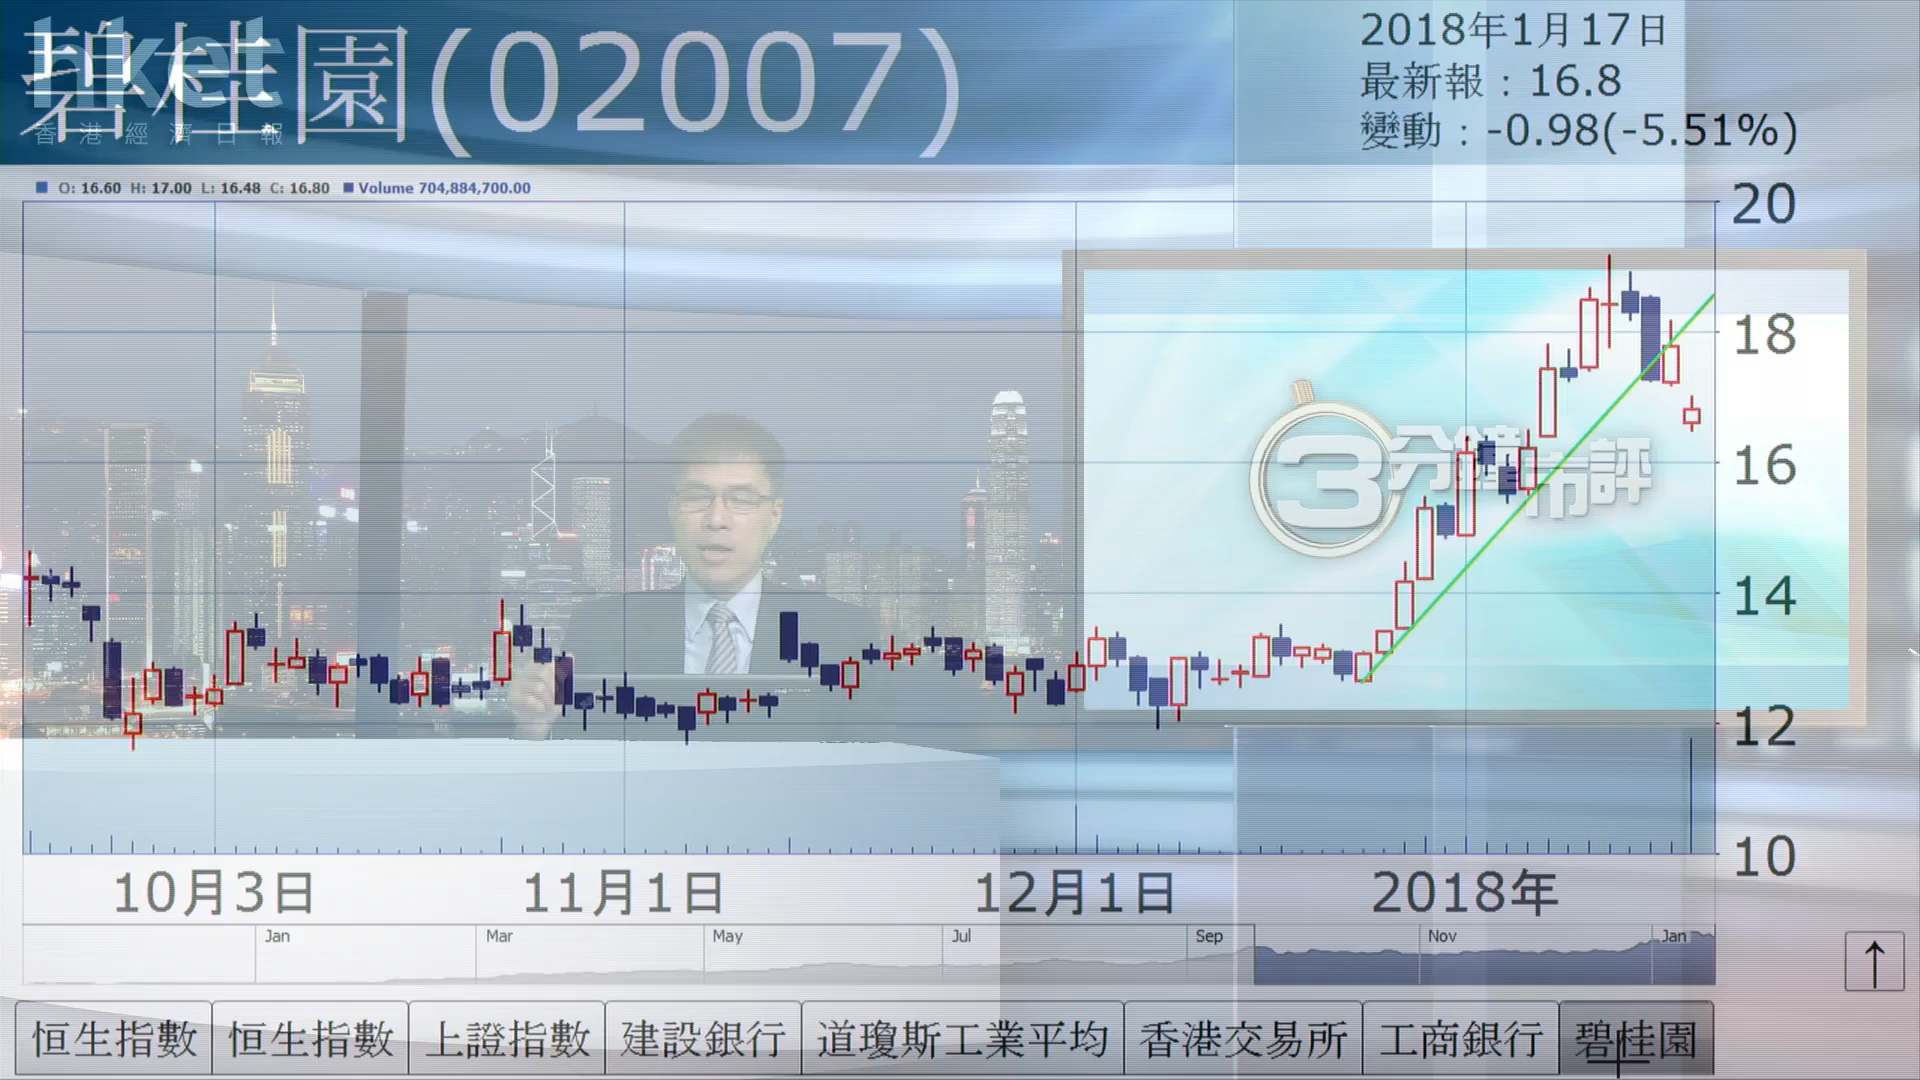 碧桂園(02007)
hket
香港經濟日報
2018年1月17日
最新報：16.8
變動：-0.98(-5.51%)
O: 16.60 H: 17.00 L: 16.48 C: 16.80 Volume 704,884,700.00
20
18
16
14
12
10
3分鐘市評
10月3日 11月1日 12月1日 2018年
Jan Mar May Jul Sep Nov Jan
↑
恒生指數 恒生指數 上證指數 建設銀行 道瓊斯工業平均 香港交易所 工商銀行 碧桂園